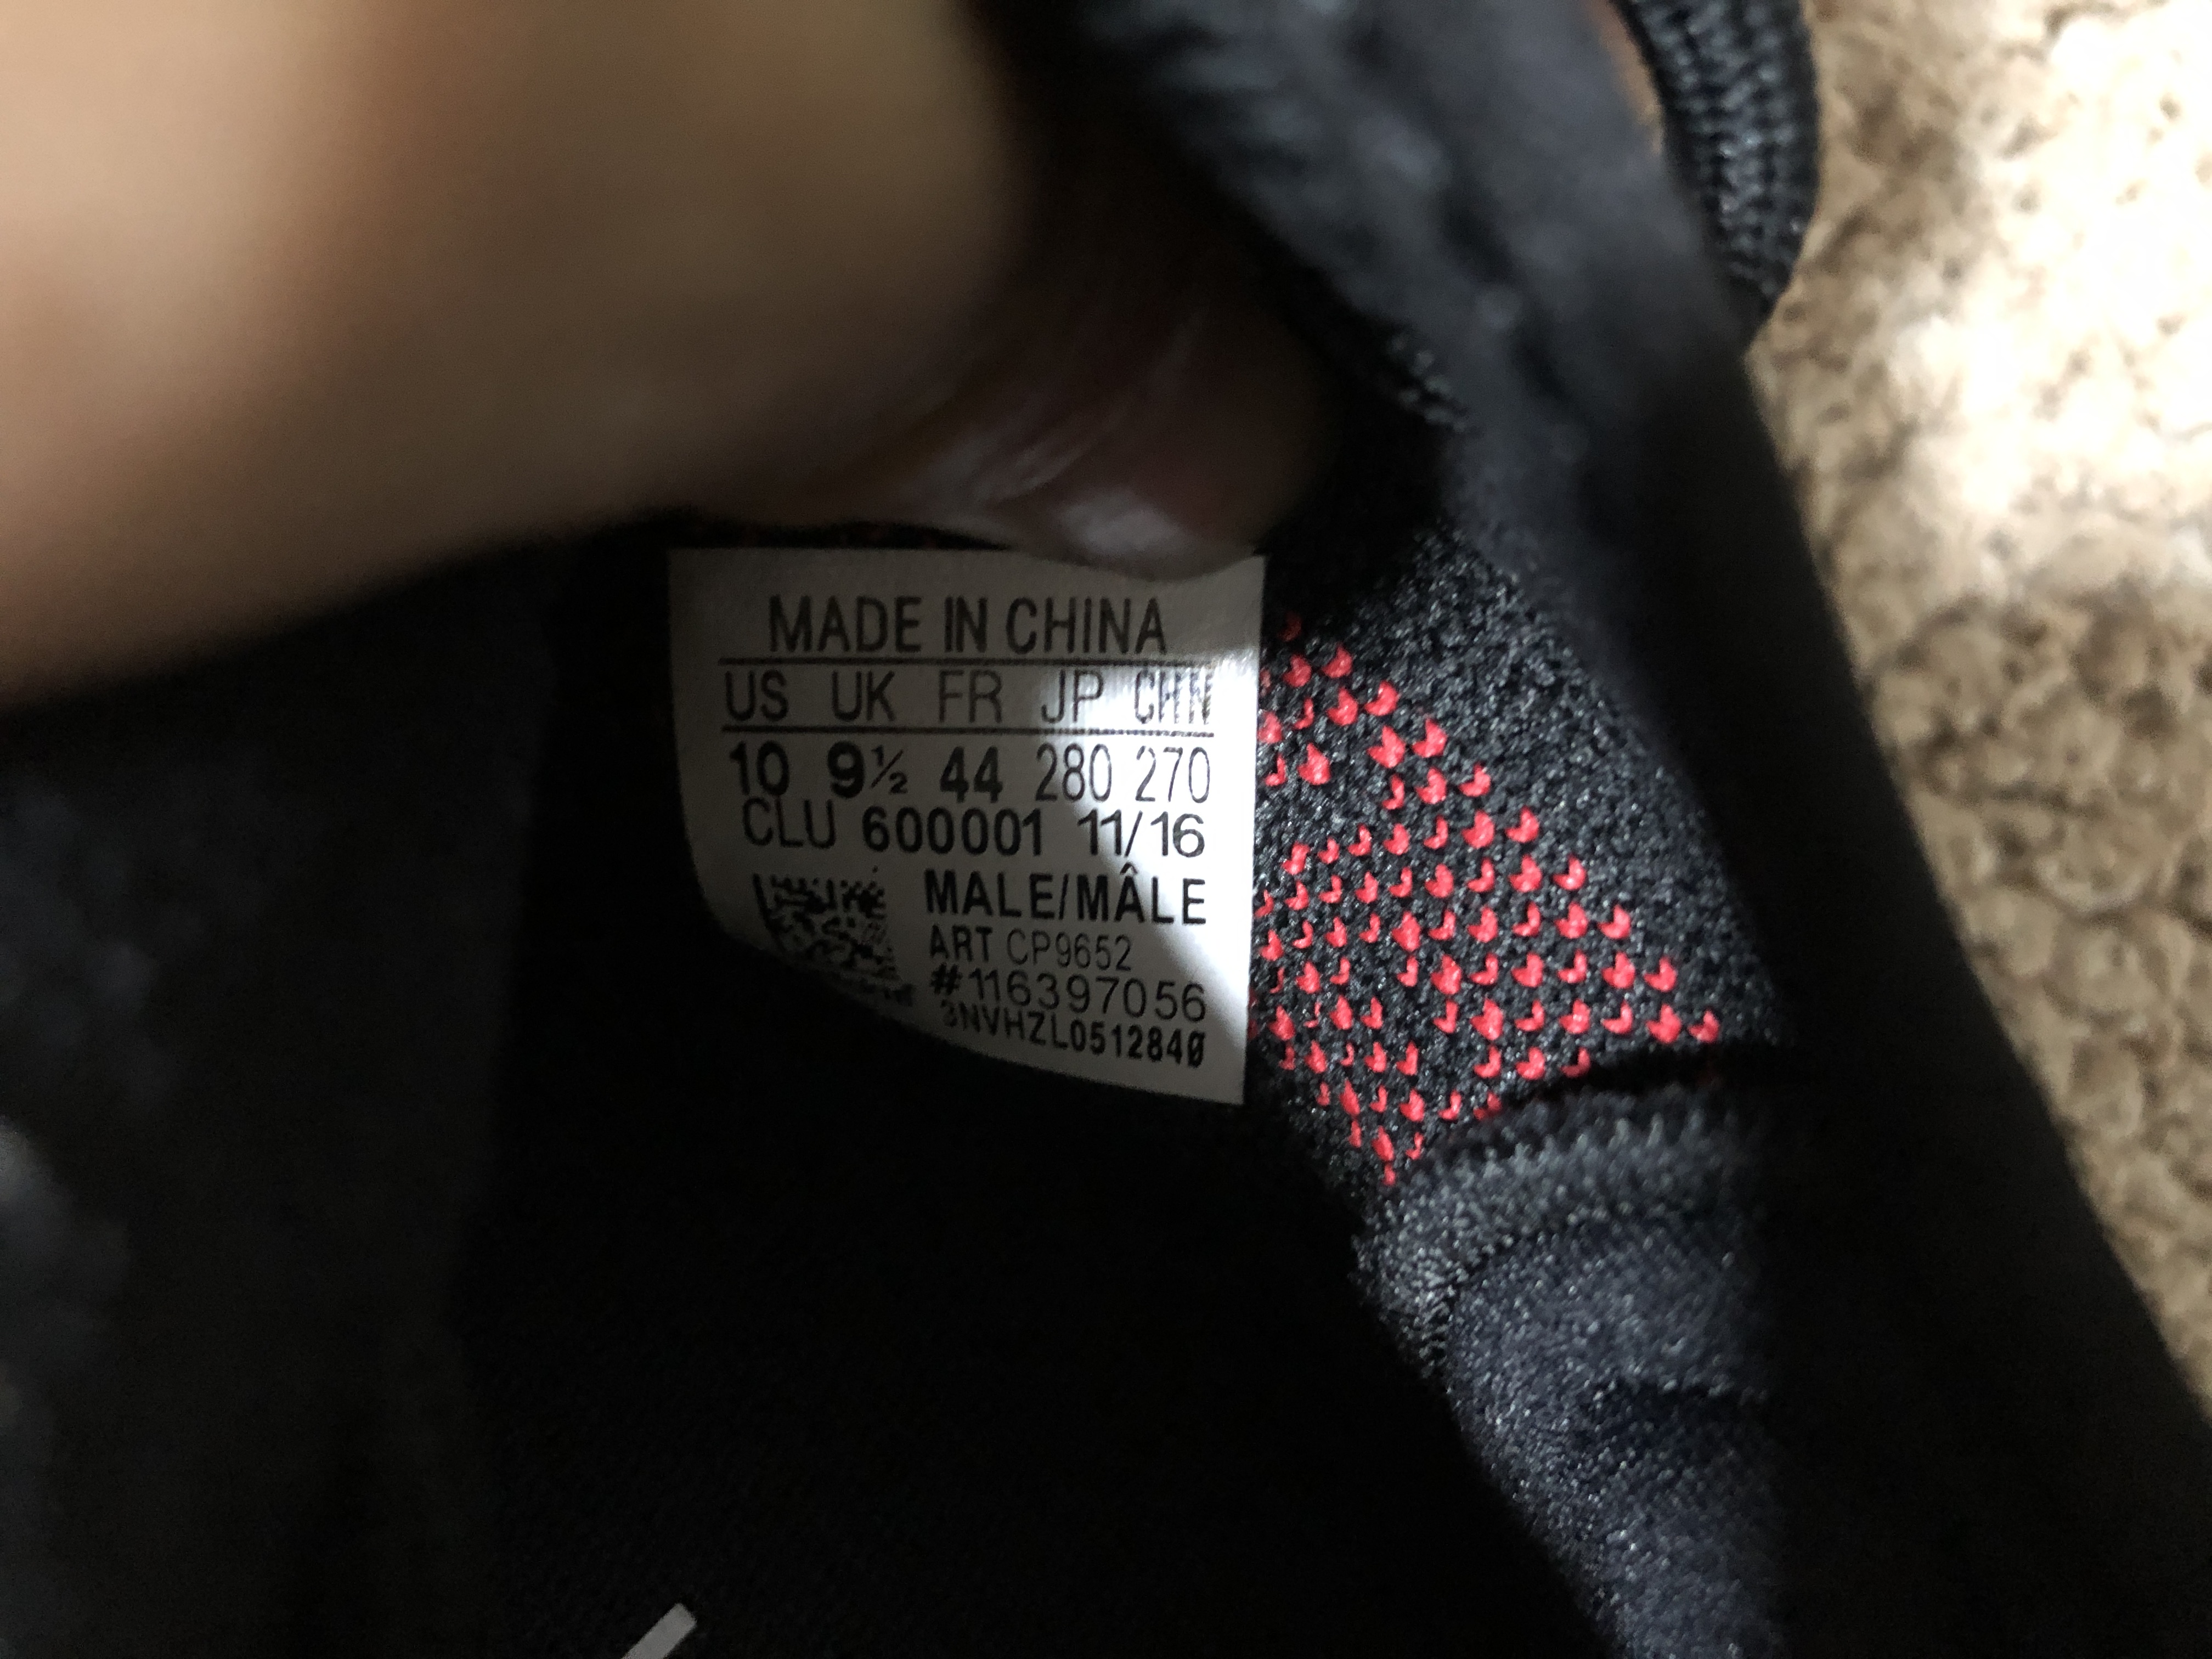 MADE IN CHINA
US UK FR JP CHN
10 9½ 44 280 270
CLU 600001 11/16
MALE/MÂLE
ART CP9652
#116397056
3NVHZL0512840